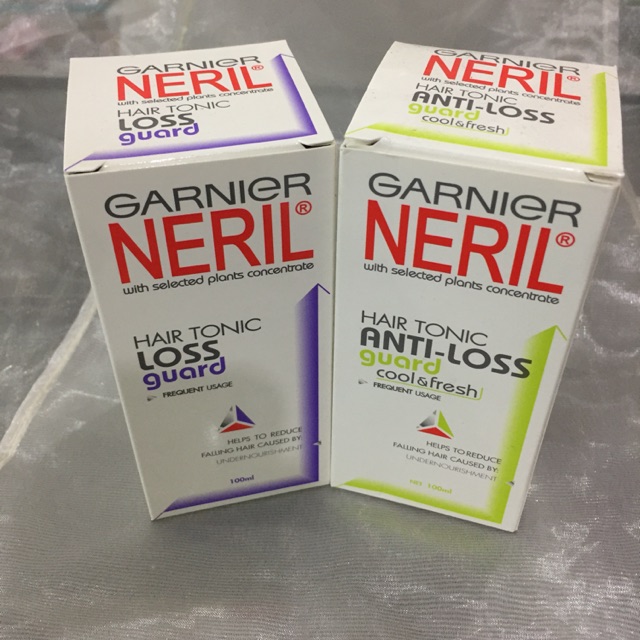 GARNIER
NERIL®
with selected plants concentrate
HAIR TONIC
LOSS
guard
GARNIER
NERIL®
with selected plants concentrate
HAIR TONIC
LOSS
guard
FREQUENT USAGE
HELPS TO REDUCE
FALLING HAIR CAUSED BY:
UNDERNOURISHMENT
100ml
GARNIER
NERIL®
with selected plants concentrate
HAIR TONIC
ANTI-LOSS
guard
cool&fresh
GARNIER
NERIL®
with selected plants concentrate
HAIR TONIC
ANTI-LOSS
guard
cool&fresh
FREQUENT USAGE
HELPS TO REDUCE
FALLING HAIR CAUSED BY:
UNDERNOURISHMENT
100ml